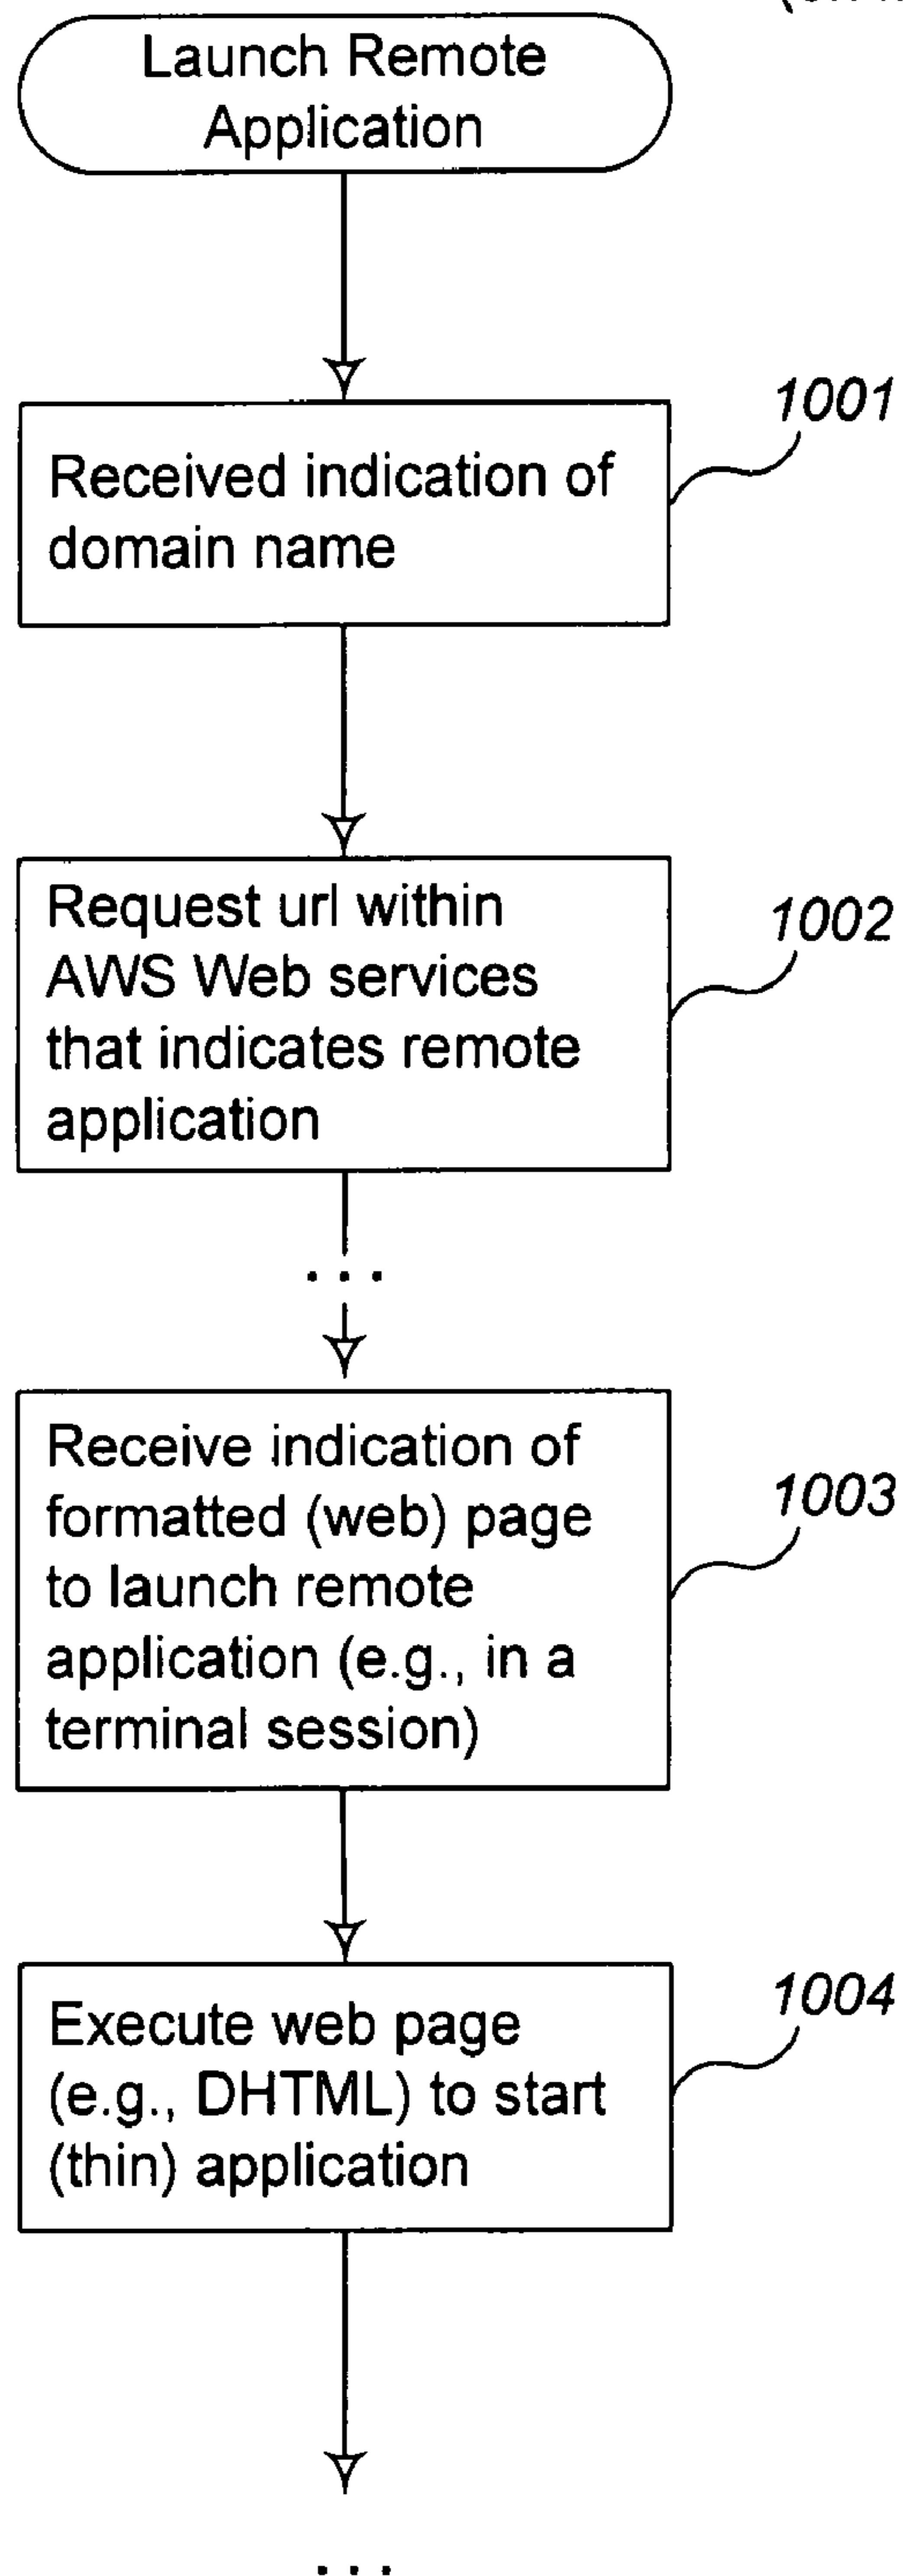 Launch Remote
Application
1001
Received indication of
domain name
1002
Request url within
AWS Web services
that indicates remote
application
...
1003
Receive indication of
formatted (web) page
to launch remote
application (e.g., in a
terminal session)
1004
Execute web page
(e.g., DHTML) to start
(thin) application
...